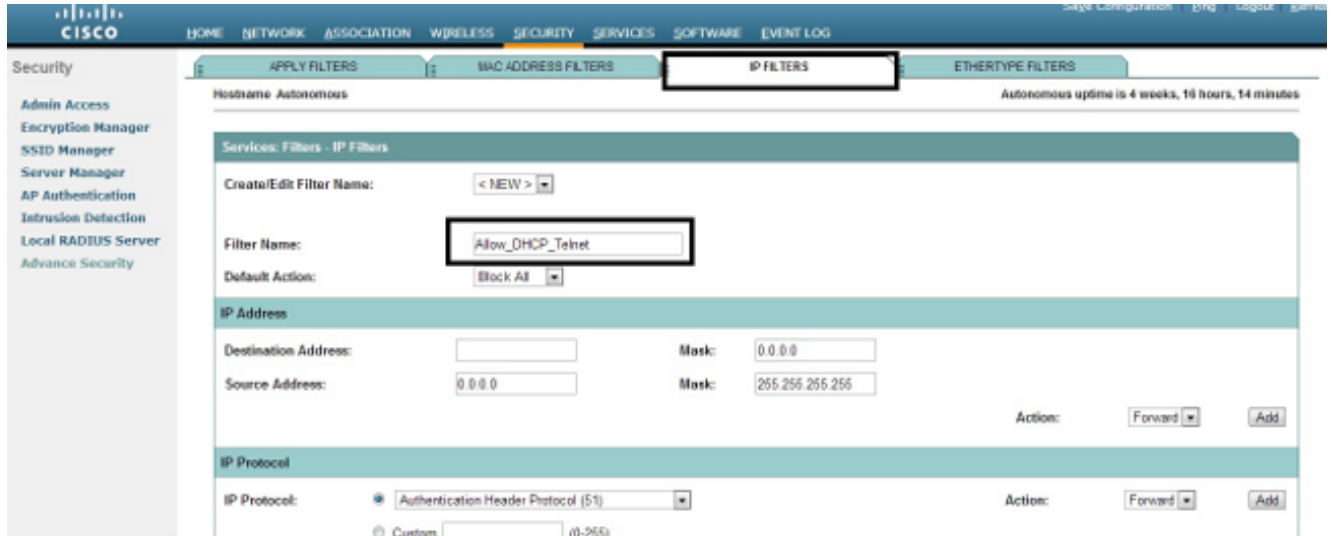 Save Configuration Ping Logout Refresh
CISCO HOME NETWORK ASSOCIATION WIRELESS SECURITY SERVICES SOFTWARE EVENT LOG
Security APPLY FILTERS MAC ADDRESS FILTERS IP FILTERS ETHERTYPE FILTERS
Hostname Autonomous Autonomous uptime is 4 weeks, 16 hours, 14 minutes
Admin Access
Encryption Manager
SSID Manager
Server Manager
AP Authentication
Intrusion Detection
Local RADIUS Server
Advance Security
Services: Filters - IP Filters
Create/Edit Filter Name: < NEW >
Filter Name: Allow_DHCP_Telnet
Default Action: Block All
IP Address
Destination Address: Mask: 0.0.0.0
Source Address: 0.0.0.0 Mask: 255.255.255.255
Action: Forward Add
IP Protocol
IP Protocol: Authentication Header Protocol (51) Action: Forward Add
Custom (0-255)